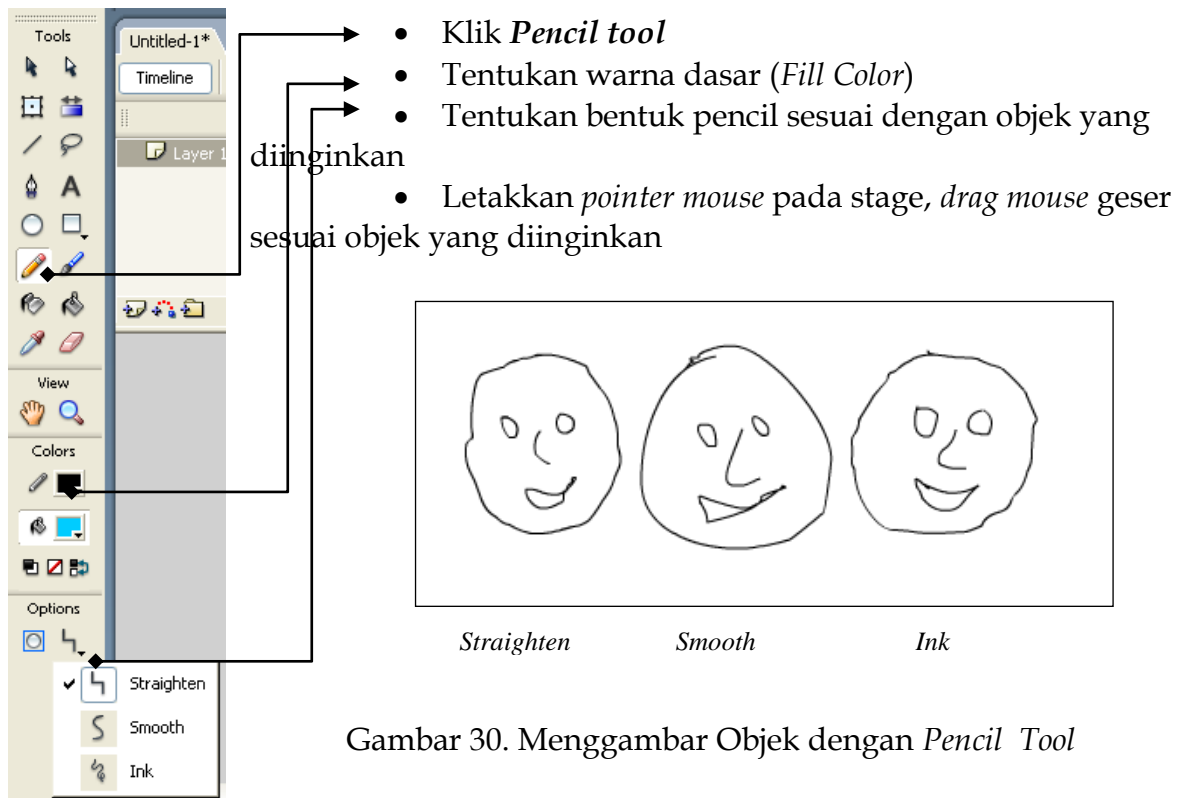 Tools
Untitled-1*
Timeline
Layer 1
View
Colors
Options
Straighten
Smooth
Ink
• Klik Pencil tool
• Tentukan warna dasar (Fill Color)
• Tentukan bentuk pencil sesuai dengan objek yang
diinginkan
• Letakkan pointer mouse pada stage, drag mouse geser
sesuai objek yang diinginkan
Straighten Smooth Ink
Gambar 30. Menggambar Objek dengan Pencil Tool